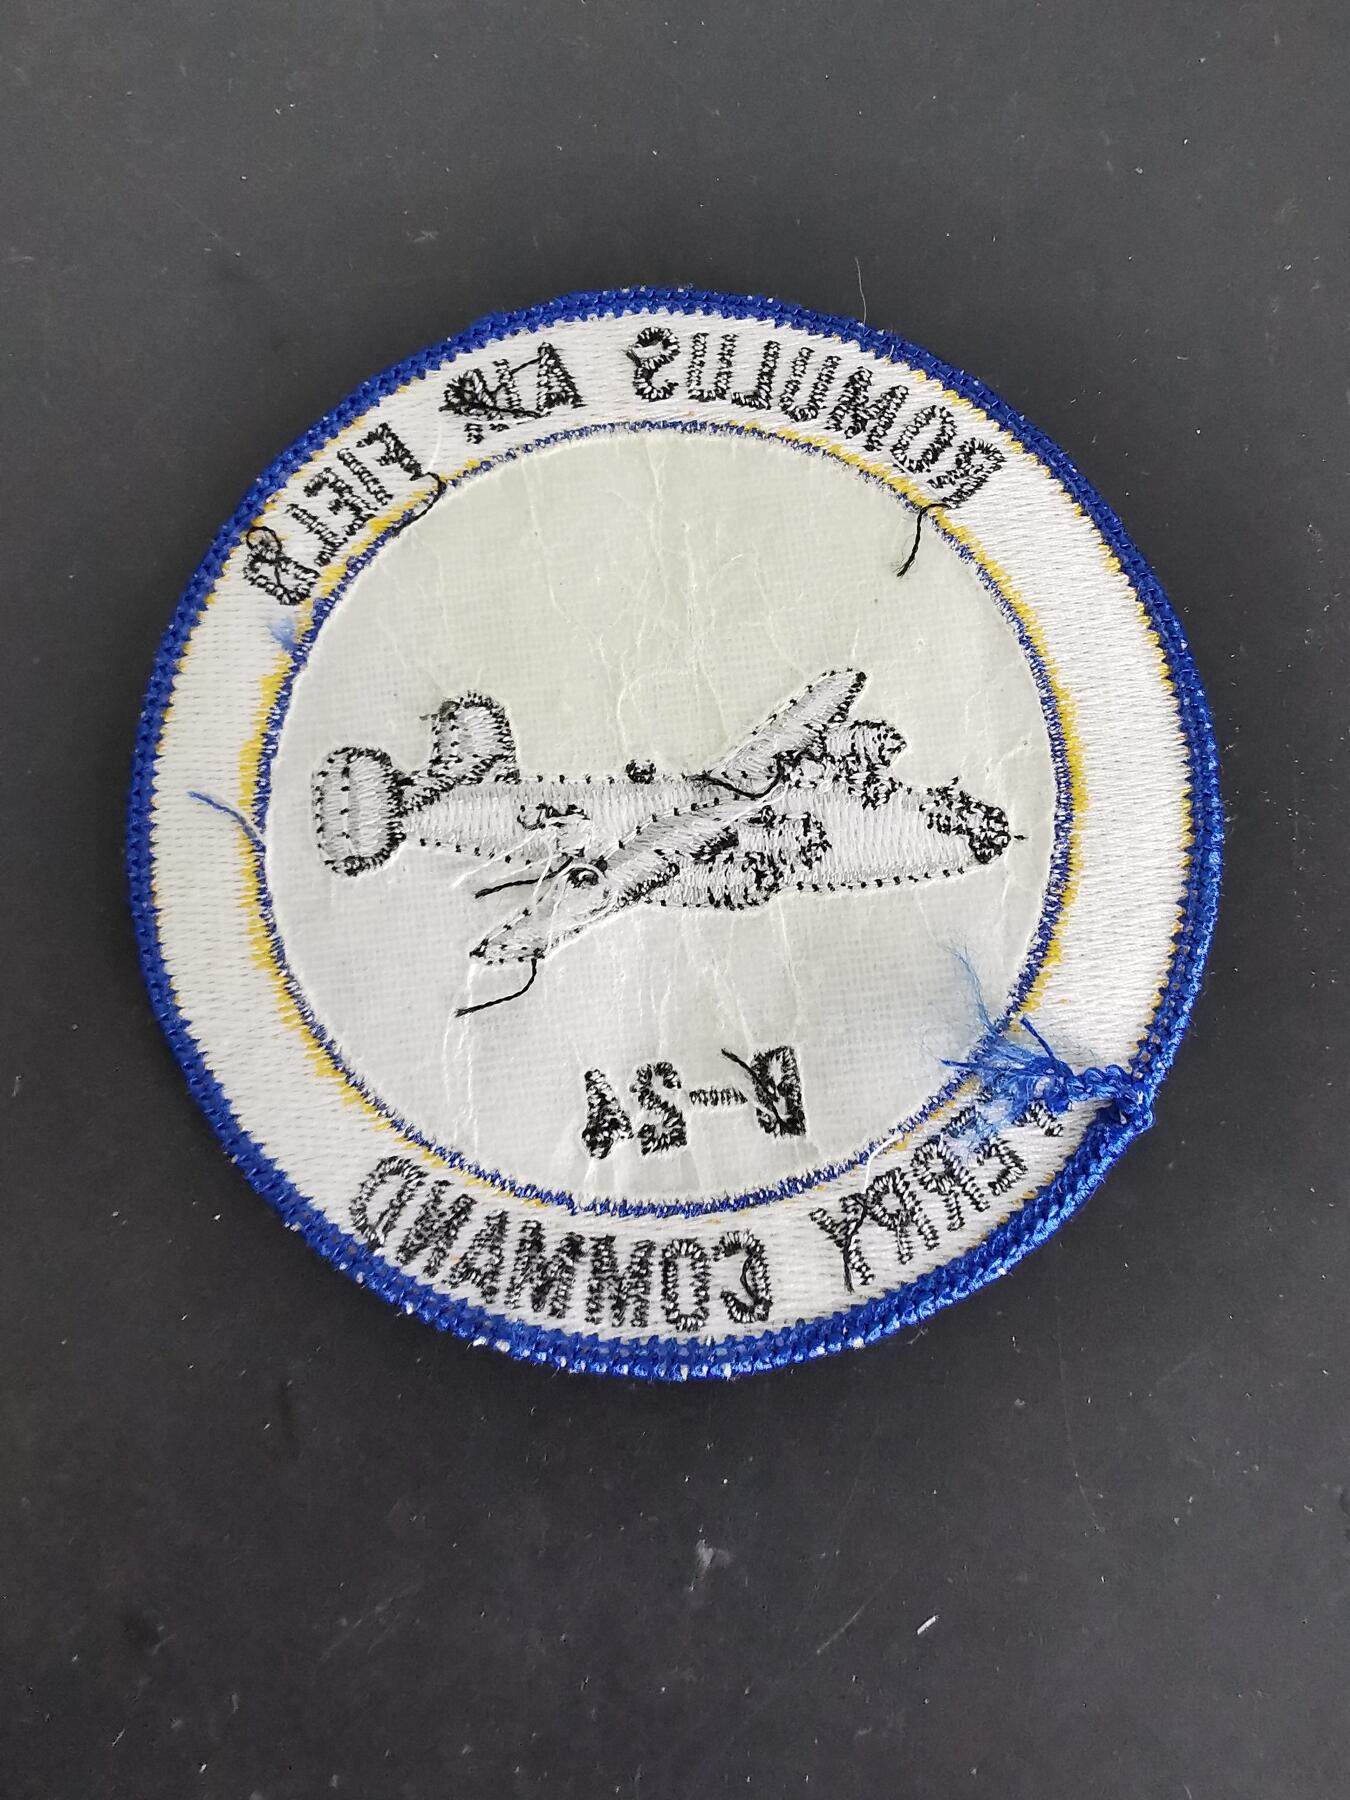 ROMULUS AIR FIELD
B-24
FERRY COMMAND